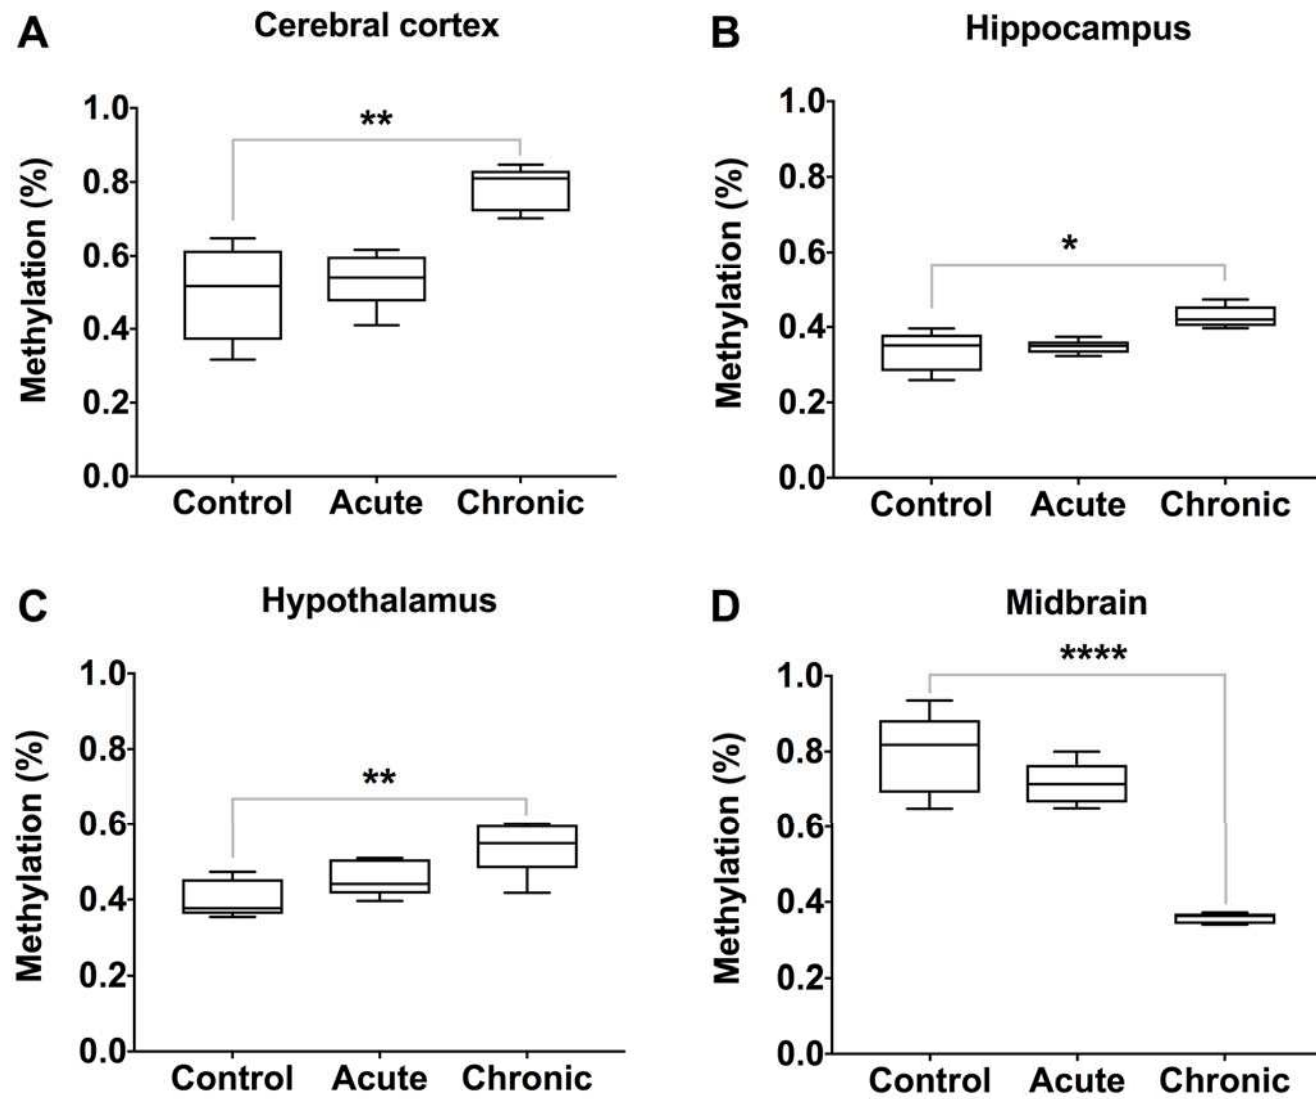 A
Cerebral cortex
Methylation (%)
1.0
0.8
0.6
0.4
0.2
0.0
**
Control Acute Chronic
B
Hippocampus
Methylation (%)
1.0
0.8
0.6
0.4
0.2
0.0
*
Control Acute Chronic
C
Hypothalamus
Methylation (%)
1.0
0.8
0.6
0.4
0.2
0.0
**
Control Acute Chronic
D
Midbrain
Methylation (%)
1.0
0.8
0.6
0.4
0.2
0.0
****
Control Acute Chronic